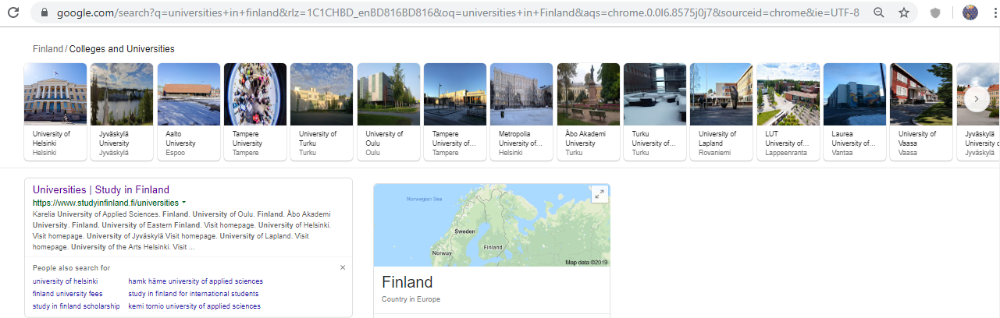 google.com/search?q=universities+in+finland&rlz=1C1CHBD_enBD816BD816&oq=universities+in+Finland&aqs=chrome.0.0l6.8575j0j7&sourceid=chrome&ie=UTF-8
Finland / Colleges and Universities
University of
Helsinki
Helsinki
Jyväskylä
University
Jyväskylä
Aalto
University
Espoo
Tampere
University
Tampere
University of
Turku
Turku
University of
Oulu
Oulu
Tampere
University of...
Tampere
Metropolia
University of...
Helsinki
Åbo Akademi
University
Turku
Turku
University of...
Turku
University of
Lapland
Rovaniemi
LUT
University of...
Lappeenranta
Laurea
University of...
Vantaa
University of
Vaasa
Vaasa
Jyväskylä
University o
Jyväskylä
Universities | Study in Finland
https://www.studyinfinland.fi/universities
Karelia University of Applied Sciences. Finland. University of Oulu. Finland. Åbo Akademi
University. Finland. University of Eastern Finland. Visit homepage. University of Helsinki.
Visit homepage. University of Jyväskylä Visit homepage. University of Lapland. Visit
homepage. University of the Arts Helsinki. Visit ...
People also search for
university of helsinki
hamk häme university of applied sciences
finland university fees
study in finland for international students
study in finland scholarship
kemi tornio university of applied sciences
Norwegian Sea
Sweden
Finland
Norway
Map data ©2019
Finland
Country in Europe